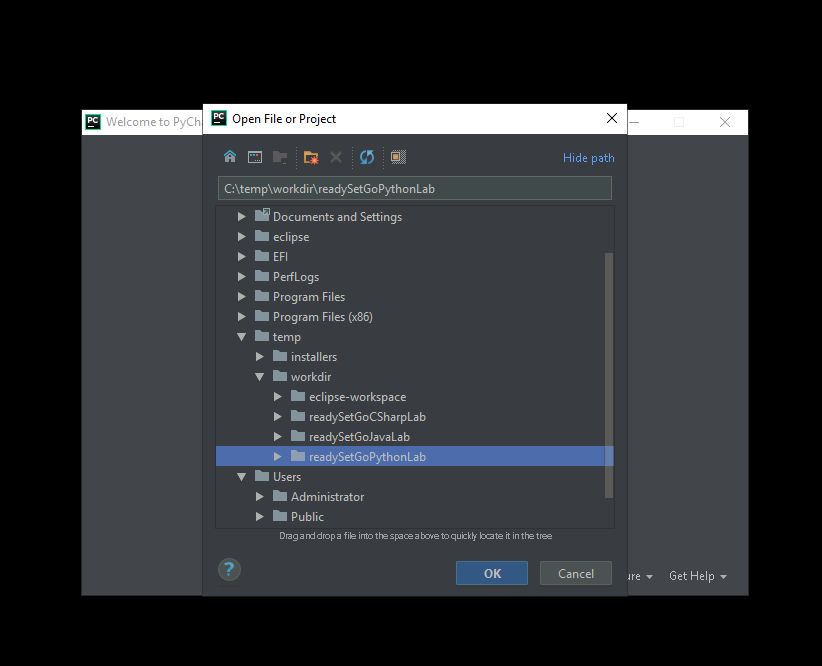 Welcome to PyCha
Open File or Project
Hide path
C:\temp\workdir\readySetGoPythonLab
Documents and Settings
eclipse
EFI
PerfLogs
Program Files
Program Files (x86)
temp
installers
workdir
eclipse-workspace
readySetGoCSharpLab
readySetGoJavaLab
readySetGoPythonLab
Users
Administrator
Public
Drag and drop a file into the space above to quickly locate it in the tree
?
OK
Cancel
ure
Get Help